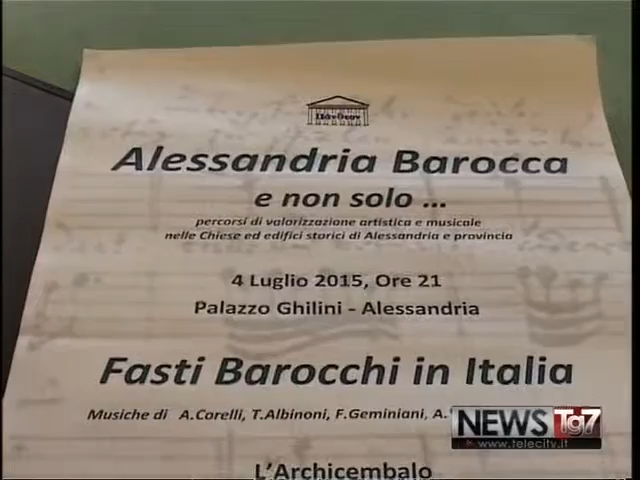 Alessandria Barocca
e non solo ...
percorsi di valorizzazione artistica e musicale
nelle Chiese ed edifici storici di Alessandria e provincia
4 Luglio 2015, Ore 21
Palazzo Ghilini - Alessandria
Fasti Barocchi in Italia
Musiche di A.Corelli, T.Albinoni, F.Geminiani, A.
NEWS Tg7
www.telecity.it
L'Archicembalo